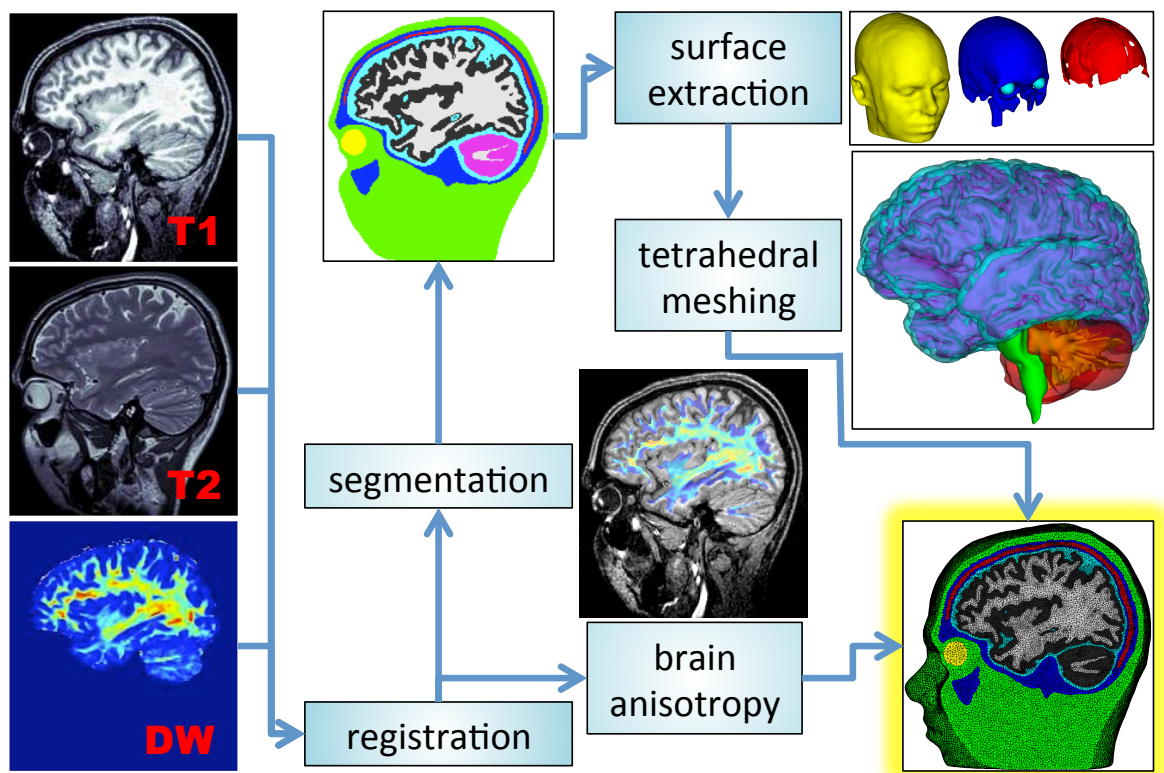 T1
T2
DW
surface
extraction
tetrahedral
meshing
segmentation
brain
anisotropy
registration